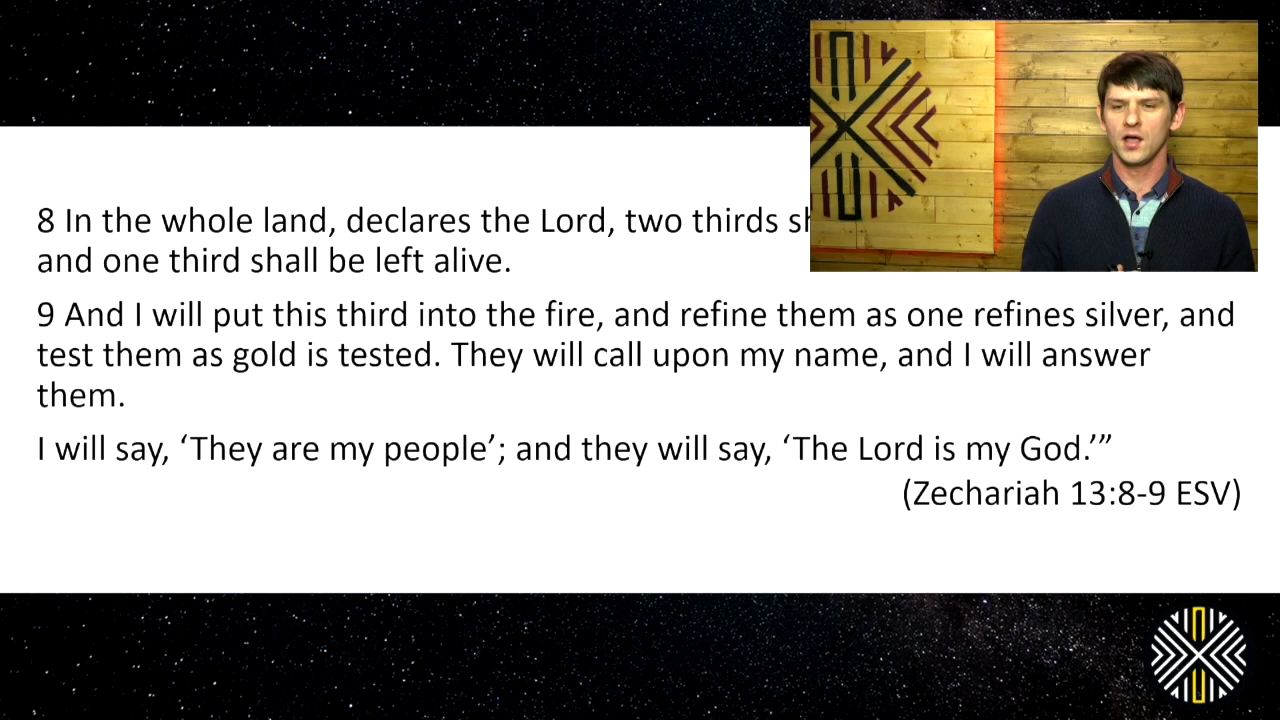 8 In the whole land, declares the Lord, two thirds
and one third shall be left alive.
9 And I will put this third into the fire, and refine them as one refines silver, and
test them as gold is tested. They will call upon my name, and I will answer
them.
I will say, ‘They are my people’; and they will say, ‘The Lord is my God.’”
(Zechariah 13:8-9 ESV)